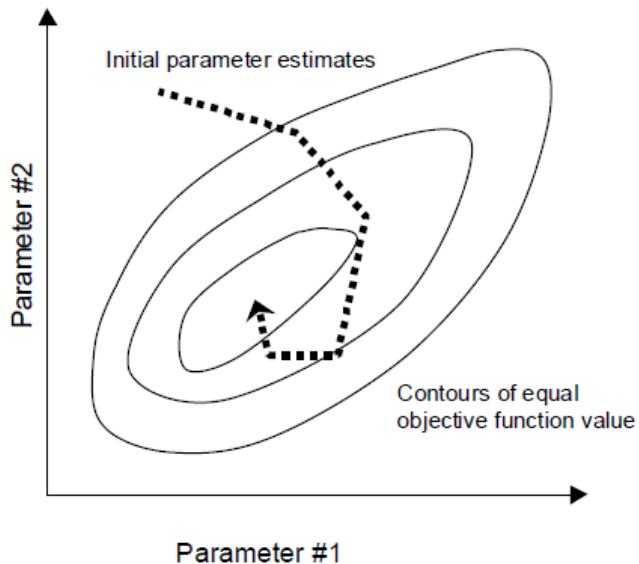 Initial parameter estimates
Parameter #2
Contours of equal
objective function value
Parameter #1